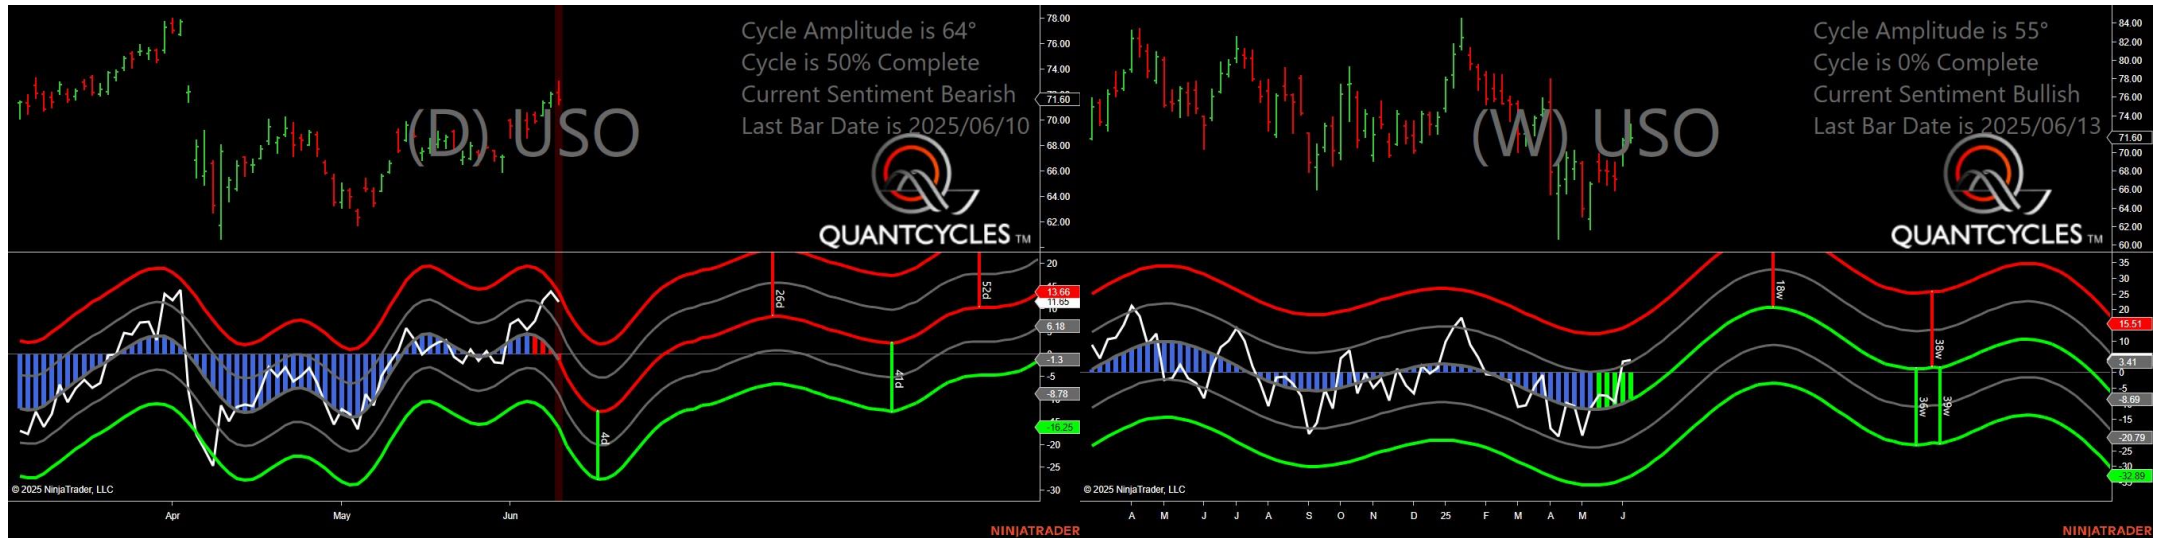 Cycle Amplitude is 64°
Cycle is 50% Complete
Current Sentiment Bearish
Last Bar Date is 2025/06/10
(D) USO
QUANTCYCLES TM
78.00
76.00
74.00
71.60
70.00
68.00
66.00
64.00
62.00
20
13.66
11.65
6.18
-1.3
-5
-8.78
-16.25
-20
-25
-30
26d
52d
41d
4d
© 2025 NinjaTrader, LLC
Apr
May
Jun
NINJATRADER
Cycle Amplitude is 55°
Cycle is 0% Complete
Current Sentiment Bullish
Last Bar Date is 2025/06/13
(W) USO
QUANTCYCLES TM
84.00
82.00
80.00
78.00
76.00
74.00
71.60
70.00
68.00
66.00
64.00
62.00
60.00
35
30
25
20
15.51
10
3.41
0
-5
-8.69
-15
-20.79
-25
-30
-32.89
18w
38w
36w
39w
© 2025 NinjaTrader, LLC
A M J J A S O N D 25 F M A M J
NINJATRADER